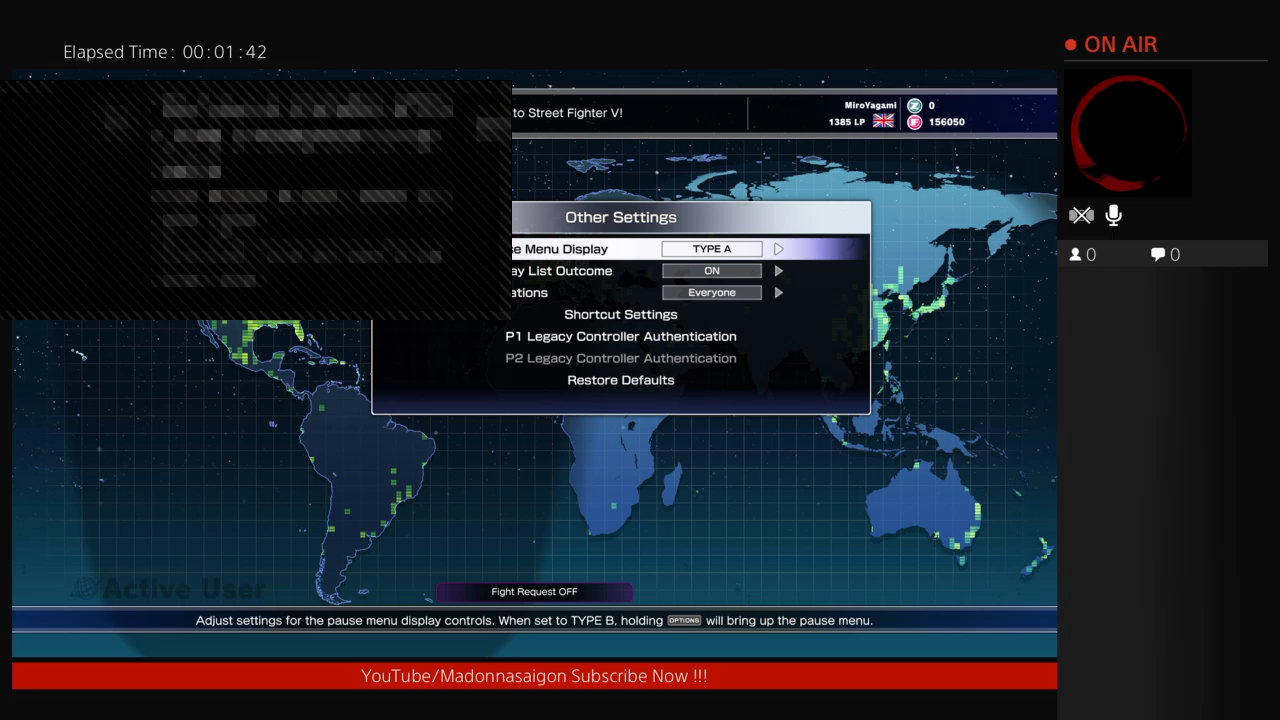 Elapsed Time: 00:01:42
ON AIR
to Street Fighter V!
MiroYagami
0
1385 LP
156050
0
0
Other Settings
Menu Display
TYPE A
List Outcome
ON
Everyone
Shortcut Settings
P1 Legacy Controller Authentication
P2 Legacy Controller Authentication
Restore Defaults
Active User
Fight Request OFF
Adjust settings for the pause menu display controls. When set to TYPE B, holding OPTIONS will bring up the pause menu.
YouTube/Madonnasaigon Subscribe Now !!!